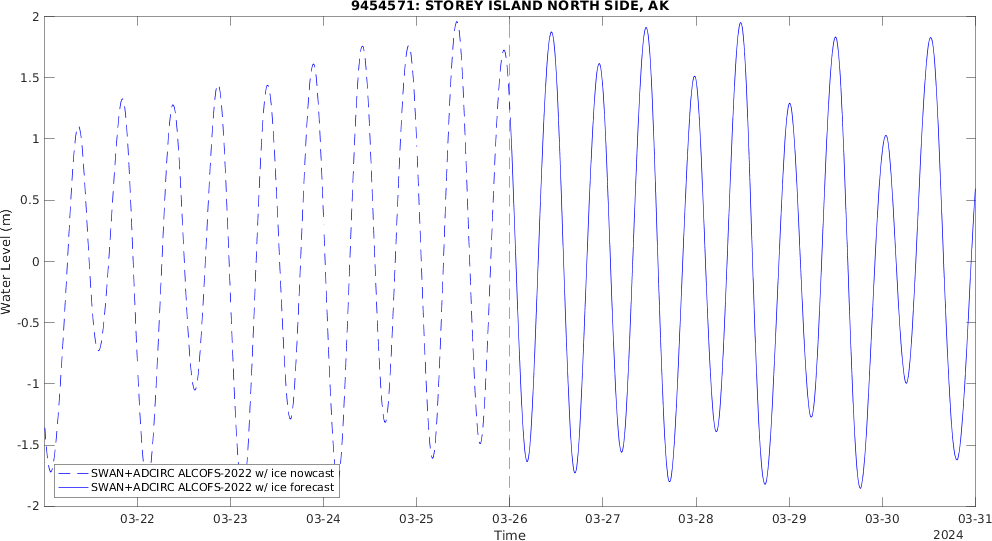 9454571: STOREY ISLAND NORTH SIDE, AK
2
1.5
1
0.5
0
-0.5
-1
-1.5
-2
Water Level (m)
SWAN+ADCIRC ALCOFS-2022 w/ ice nowcast
SWAN+ADCIRC ALCOFS-2022 w/ ice forecast
03-22 03-23 03-24 03-25 03-26 03-27 03-28 03-29 03-30 03-31
Time
2024